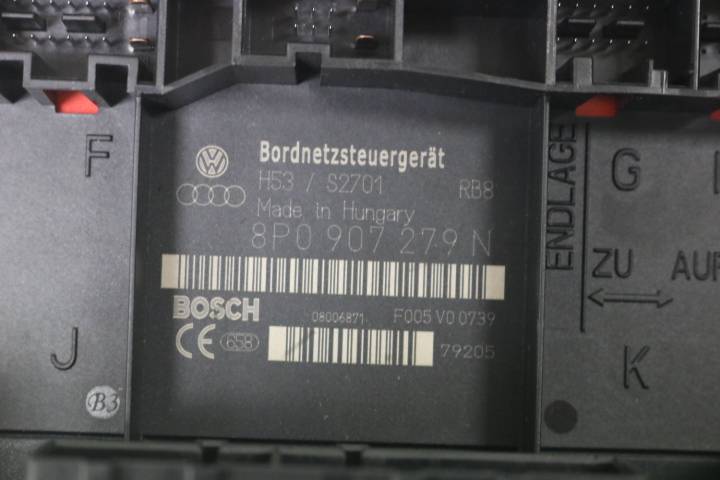 F
Bordnetzsteuergerät
H53 / S2701 RB8
Made in Hungary
8P0 907 279 N
BOSCH 08006871 F005 V0 0739
CE 658 79205
J
B3
ENDLAGE
G
ZU AUF
K